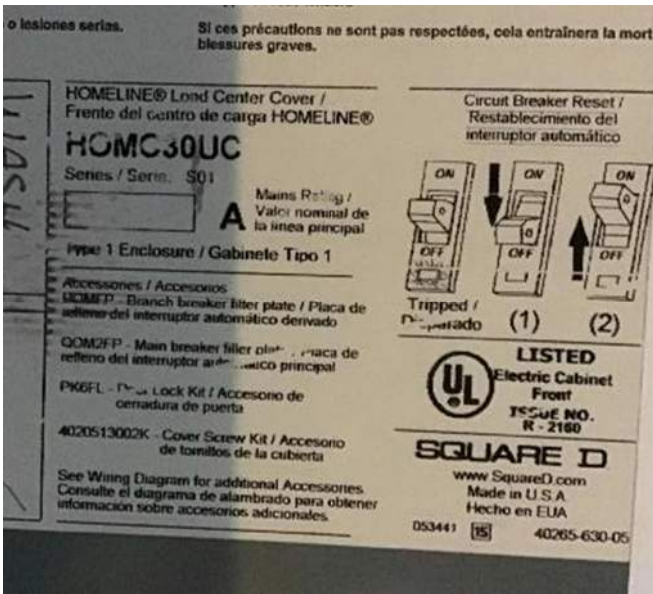 o lesiones serias.
Si ces précautions ne sont pas respectées, cela entraînera la mort
blessures graves.
HOMELINE® Load Center Cover /
Frente del centro de carga HOMELINE®
HOMC30UC
Series / Serie: S01
A
Mains Rating /
Valor nominal de
la línea principal
Type 1 Enclosure / Gabinete Tipo 1
Accessories / Accesorios
HOMFP - Branch breaker filler plate / Placa de
relleno del interruptor automático derivado
QOM2FP - Main breaker filler plate / Placa de
relleno del interruptor automático principal
PK6FL - Door Lock Kit / Accesorio de
cerradura de puerta
4020513002K - Cover Screw Kit / Accesorio
de tornillos de la cubierta
See Wiring Diagram for additional Accessories
Consulte el diagrama de alambrado para obtener
información sobre accesorios adicionales
Circuit Breaker Reset /
Restablecimiento del
interruptor automático
ON ON ON
OFF OFF OFF
Tripped /
Disparado
(1) (2)
UL
LISTED
Electric Cabinet
Front
ISSUE NO.
R - 2160
SQUARE D
www.SquareD.com
Made in U.S.A
Hecho en EUA
053441 15 40265-630-05